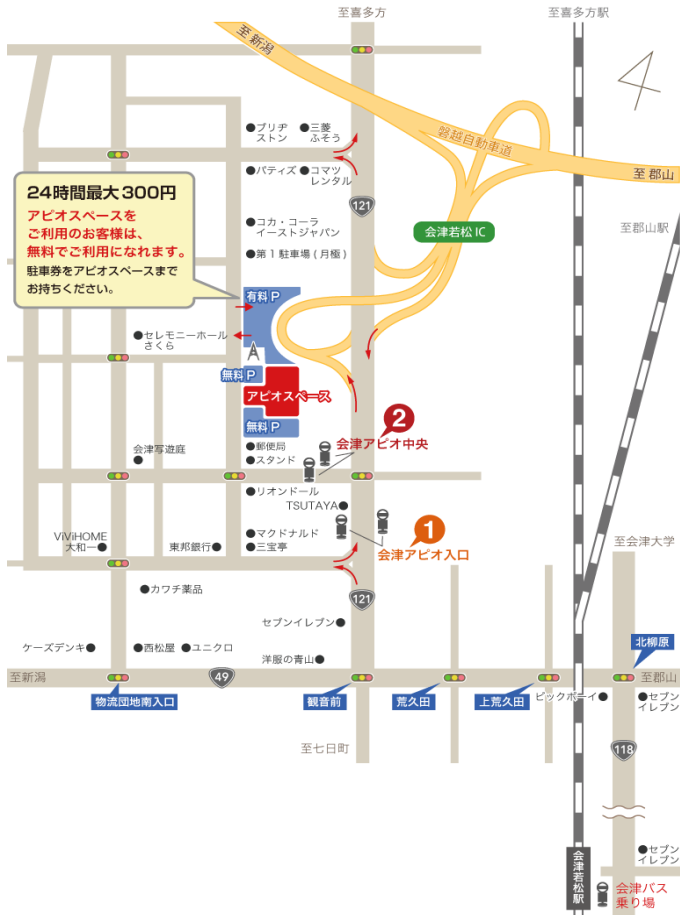 至喜多方
至喜多方駅
至新潟
磐越自動車道
至郡山
●ブリヂ
ストン
●三菱
ふそう
●パティズ
●コマツ
レンタル
121
24時間最大300円
アピオスペースを
ご利用のお客様は、
無料でご利用になれます。
駐車券をアピオスペースまで
お持ちください。
●コカ・コーラ
イーストジャパン
会津若松IC
至郡山駅
●第1駐車場(月極)
有料P
●セレモニーホール
さくら
無料P
アピオスペース
無料P
2
会津アピオ中央
会津写遊庭
●
●郵便局
●スタンド
●リオンドール
TSUTAYA●
1
会津アピオ入口
ViViHOME
大和一●
東邦銀行●
●マクドナルド
●三宝亭
至会津大学
●カワチ薬品
121
セブンイレブン●
ケーズデンキ●
●西松屋
●ユニクロ
洋服の青山●
北柳原
至新潟
49
至郡山
物流団地南入口
観音前
荒久田
上荒久田
ビックボーイ●
●セブン
イレブン
至七日町
118
●セブン
イレブン
会津若松駅
会津バス
乗り場